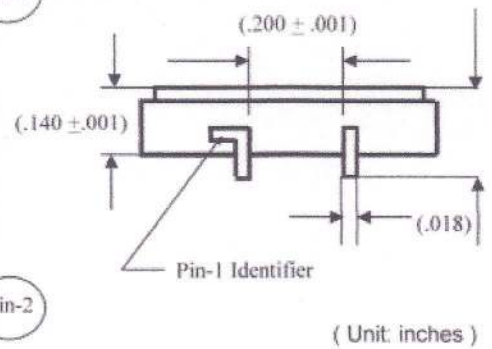 (.200 ± .001)
(.140 ±.001)
(.018)
Pin-1 Identifier
in-2
( Unit: inches )